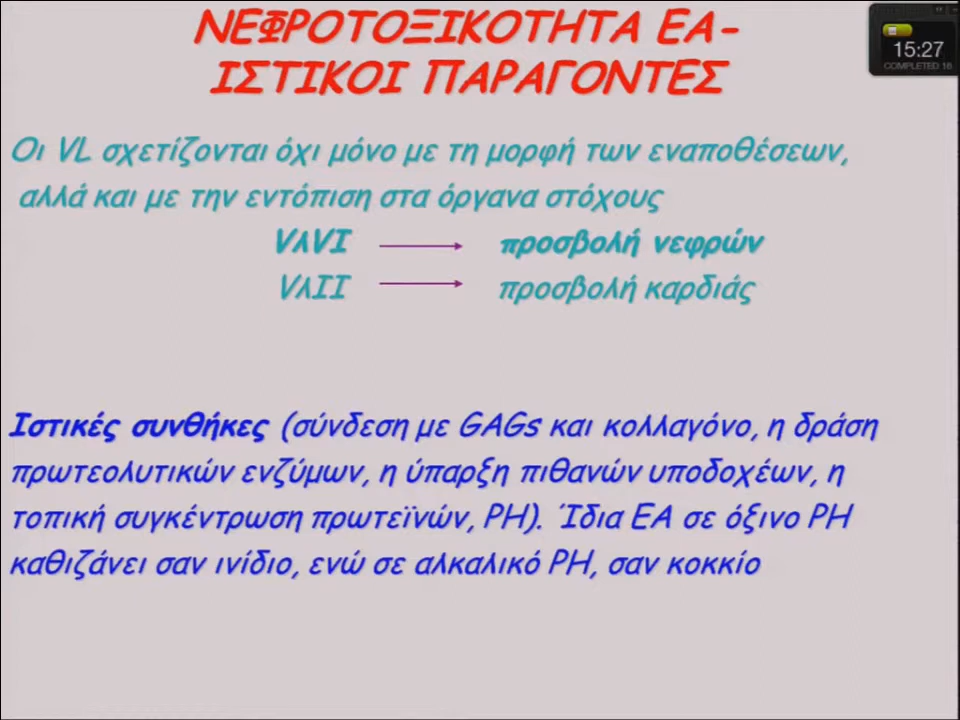 ΝΕΦΡΟΤΟΞΙΚΟΤΗΤΑ ΕΑ-
ΙΣΤΙΚΟΙ ΠΑΡΑΓΟΝΤΕΣ
15:27
COMPLETED 16
Οι VL σχετίζονται όχι μόνο με τη μορφή των εναποθέσεων,
αλλά και με την εντόπιση στα όργανα στόχους
VλVI προσβολή νεφρών
VλII προσβολή καρδιάς
Ιστικές συνθήκες (σύνδεση με GAGs και κολλαγόνο, η δράση
πρωτεολυτικών ενζύμων, η ύπαρξη πιθανών υποδοχέων, η
τοπική συγκέντρωση πρωτεϊνών, PH). Ίδια ΕΑ σε όξινο PH
καθιζάνει σαν ινίδιο, ενώ σε αλκαλικό PH, σαν κοκκίο